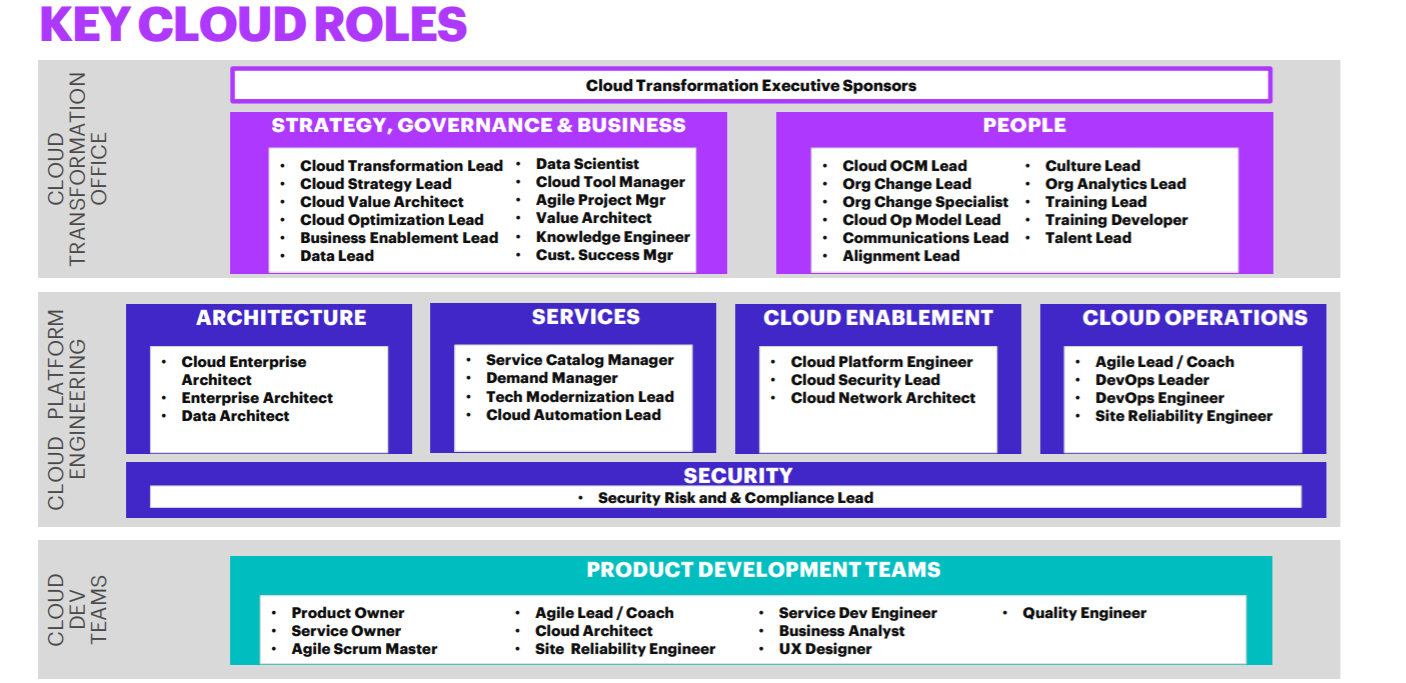 KEY CLOUD ROLES
CLOUD
TRANSFORMATION
OFFICE
Cloud Transformation Executive Sponsors
STRATEGY, GOVERNANCE & BUSINESS
• Cloud Transformation Lead
• Cloud Strategy Lead
• Cloud Value Architect
• Cloud Optimization Lead
• Business Enablement Lead
• Data Lead
• Data Scientist
• Cloud Tool Manager
• Agile Project Mgr
• Value Architect
• Knowledge Engineer
• Cust. Success Mgr
PEOPLE
• Cloud OCM Lead
• Org Change Lead
• Org Change Specialist
• Cloud Op Model Lead
• Communications Lead
• Alignment Lead
• Culture Lead
• Org Analytics Lead
• Training Lead
• Training Developer
• Talent Lead
CLOUD PLATFORM
ENGINEERING
ARCHITECTURE
• Cloud Enterprise
Architect
• Enterprise Architect
• Data Architect
SERVICES
• Service Catalog Manager
• Demand Manager
• Tech Modernization Lead
• Cloud Automation Lead
CLOUD ENABLEMENT
• Cloud Platform Engineer
• Cloud Security Lead
• Cloud Network Architect
CLOUD OPERATIONS
• Agile Lead / Coach
• DevOps Leader
• DevOps Engineer
• Site Reliability Engineer
SECURITY
• Security Risk and & Compliance Lead
CLOUD
DEV
TEAMS
PRODUCT DEVELOPMENT TEAMS
• Product Owner
• Service Owner
• Agile Scrum Master
• Agile Lead / Coach
• Cloud Architect
• Site Reliability Engineer
• Service Dev Engineer
• Business Analyst
• UX Designer
• Quality Engineer